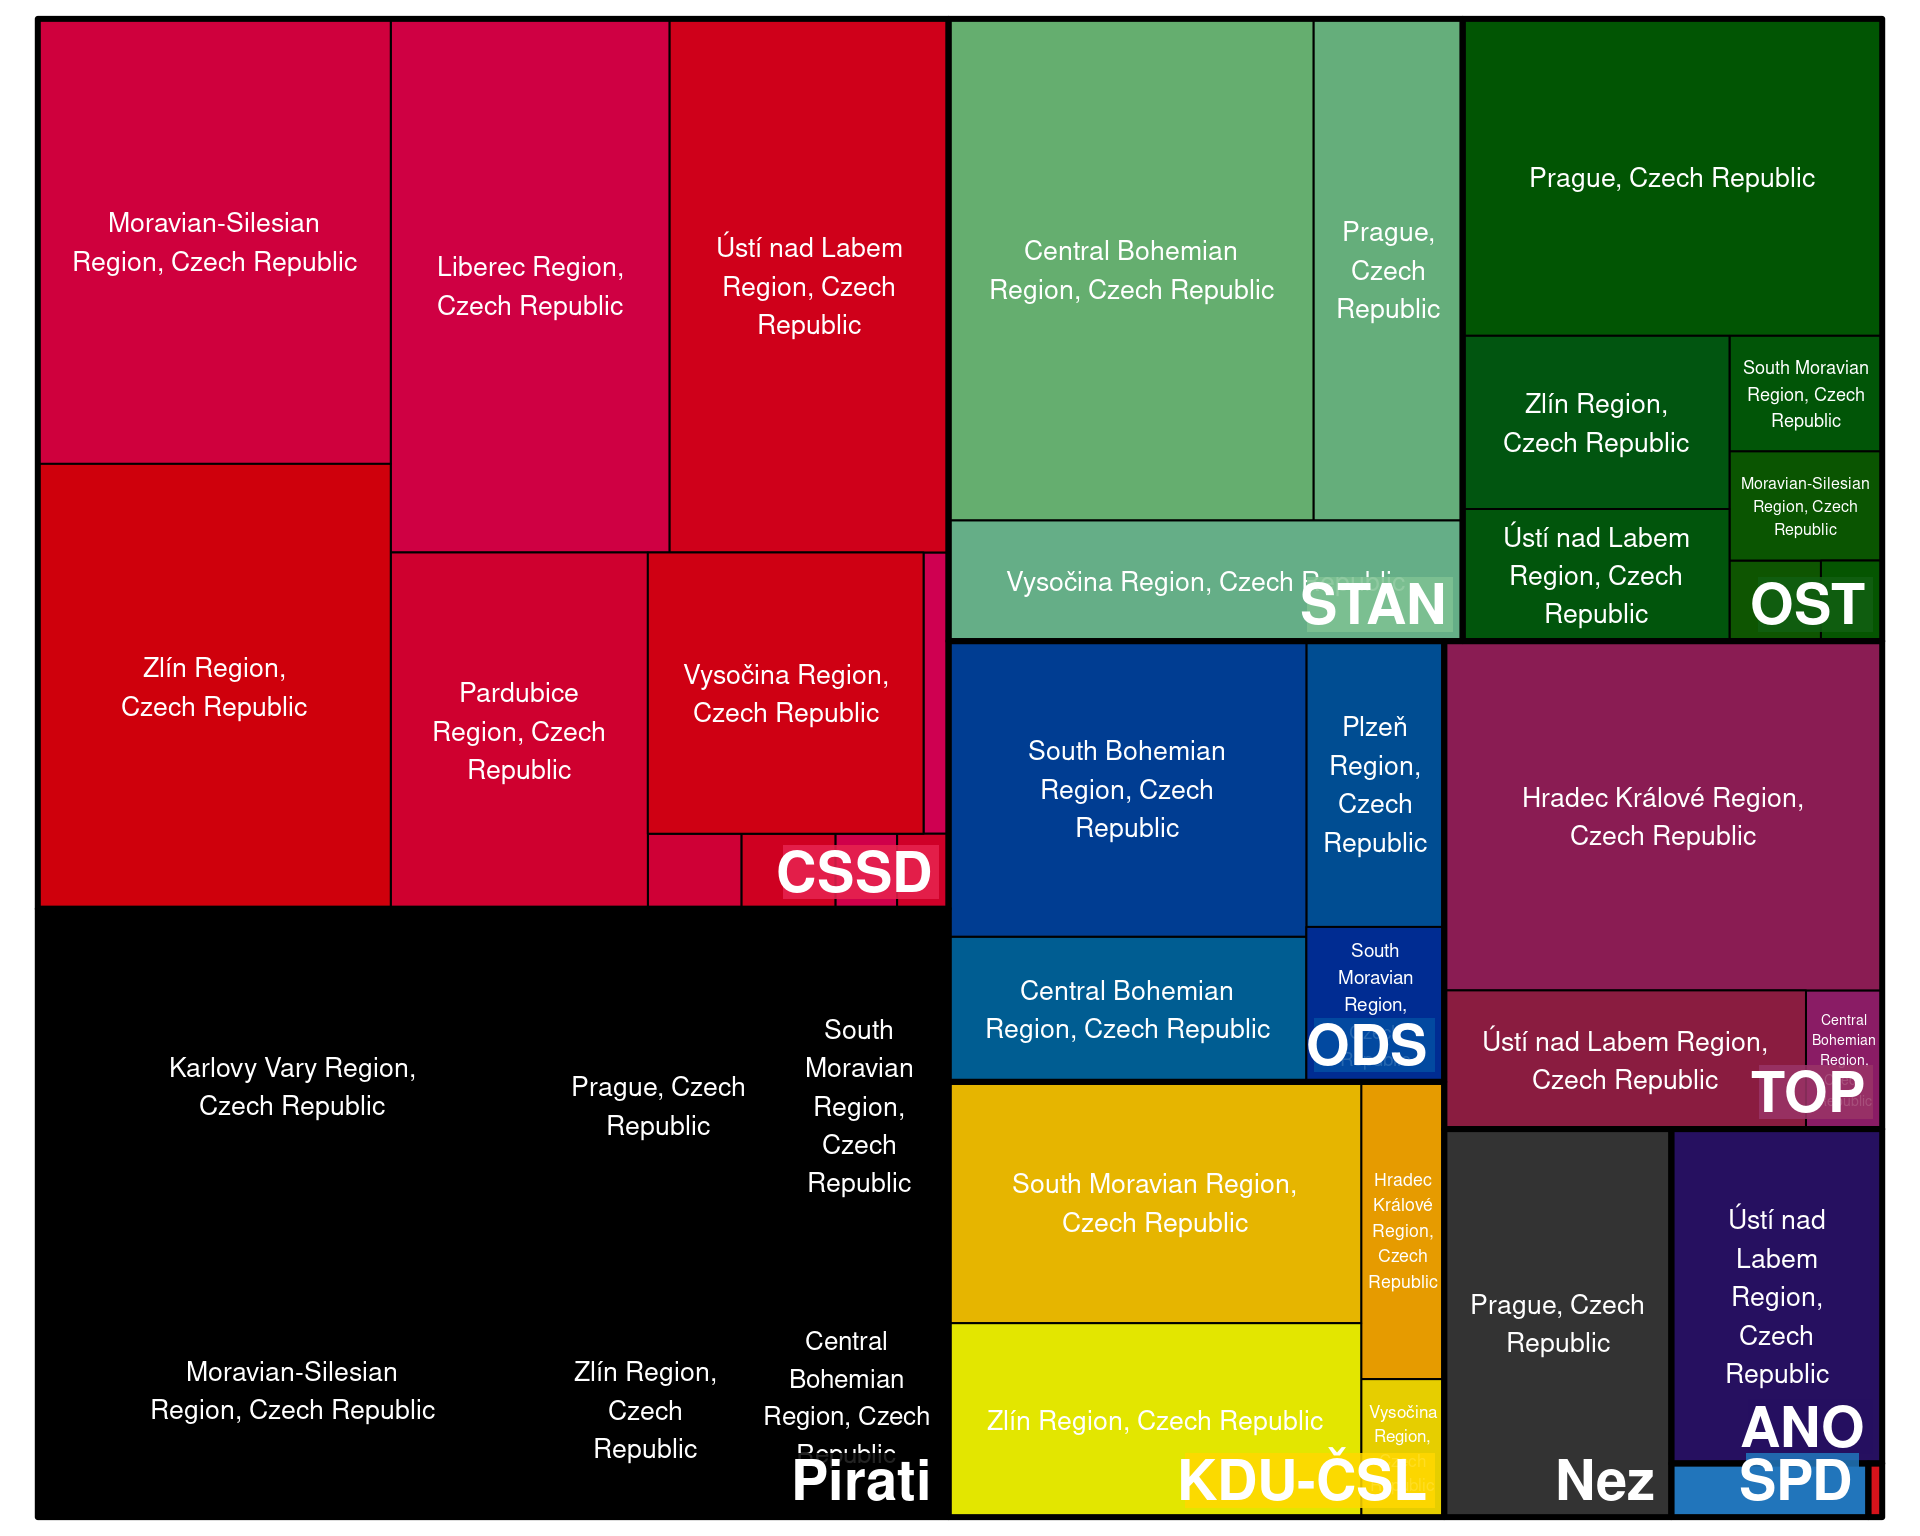 Moravian-Silesian
Region, Czech Republic
Liberec Region,
Czech Republic
Ústí nad Labem
Region, Czech
Republic
Zlín Region,
Czech Republic
Pardubice
Region, Czech
Republic
Vysočina Region,
Czech Republic
CSSD
Central Bohemian
Region, Czech Republic
Prague,
Czech
Republic
Vysočina Region, Czech Republic
STAN
Prague, Czech Republic
Zlín Region,
Czech Republic
South Moravian
Region, Czech
Republic
Moravian-Silesian
Region, Czech
Republic
Ústí nad Labem
Region, Czech
Republic
OST
South Bohemian
Region, Czech
Republic
Plzeň
Region,
Czech
Republic
Central Bohemian
Region, Czech Republic
South
Moravian
Region,
ODS
Hradec Králové Region,
Czech Republic
Ústí nad Labem Region,
Czech Republic
Central
Bohemian
Region,
TOP
Karlovy Vary Region,
Czech Republic
Prague, Czech
Republic
South
Moravian
Region,
Czech
Republic
Moravian-Silesian
Region, Czech Republic
Zlín Region,
Czech
Republic
Central
Bohemian
Region, Czech
Republic
Pirati
South Moravian Region,
Czech Republic
Hradec
Králové
Region,
Czech
Republic
Zlín Region, Czech Republic
Vysočina
Region,
KDU-ČSL
Prague, Czech
Republic
Nez
Ústí nad
Labem
Region,
Czech
Republic
ANO
SPD